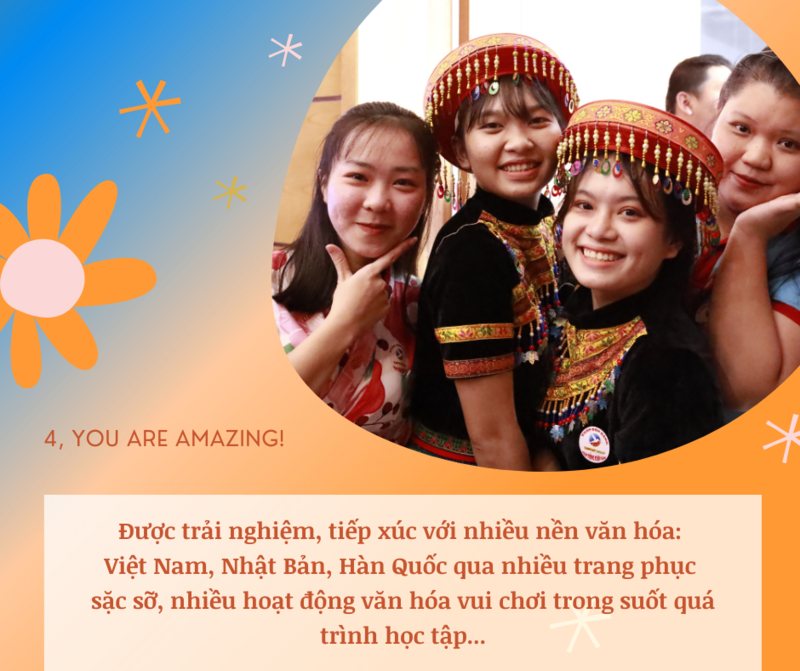 4, YOU ARE AMAZING!
Được trải nghiệm, tiếp xúc với nhiều nền văn hóa:
Việt Nam, Nhật Bản, Hàn Quốc qua nhiều trang phục
sặc sỡ, nhiều hoạt động văn hóa vui chơi trong suốt quá
trình học tập...